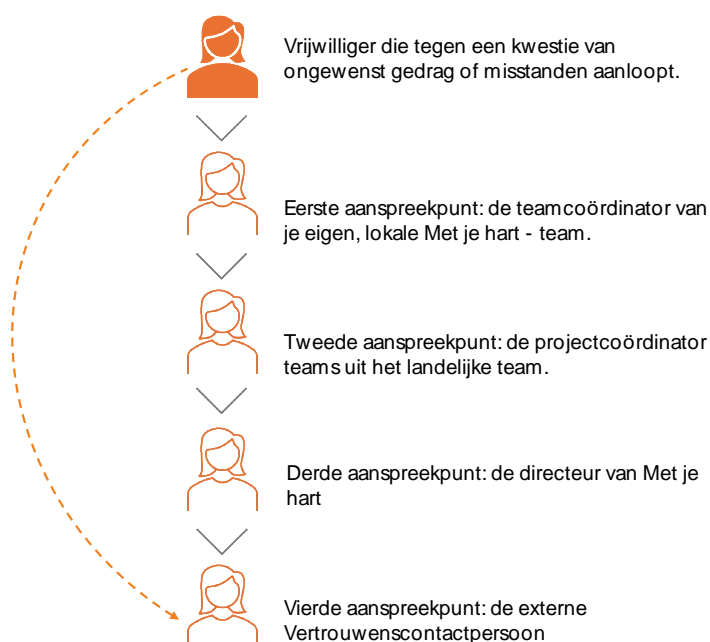 Vrijwilliger die tegen een kwestie van
ongewenst gedrag of misstanden aanloopt.
Eerste aanspreekpunt: de teamcoördinator van
je eigen, lokale Met je hart - team.
Tweede aanspreekpunt: de projectcoördinator
teams uit het landelijke team.
Derde aanspreekpunt: de directeur van Met je
hart
Vierde aanspreekpunt: de externe
Vertrouwenscontactpersoon